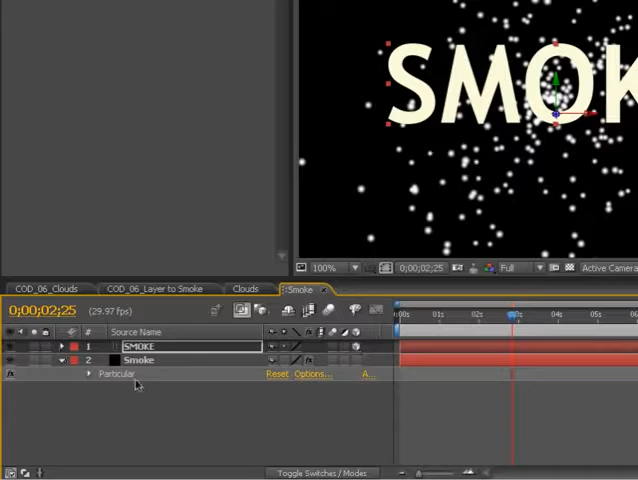 SMOK
100% 0;00;02;25 Full Active Camera
COD_06_Clouds COD_06_Layer to Smoke Clouds Smoke ×
0;00;02;25 (29.97 fps)
:00s 01s 02s 03s 04s 05s 06
# Source Name
1 SMOKE
2 Smoke
fx Particular Reset Options... A...
Toggle Switches / Modes